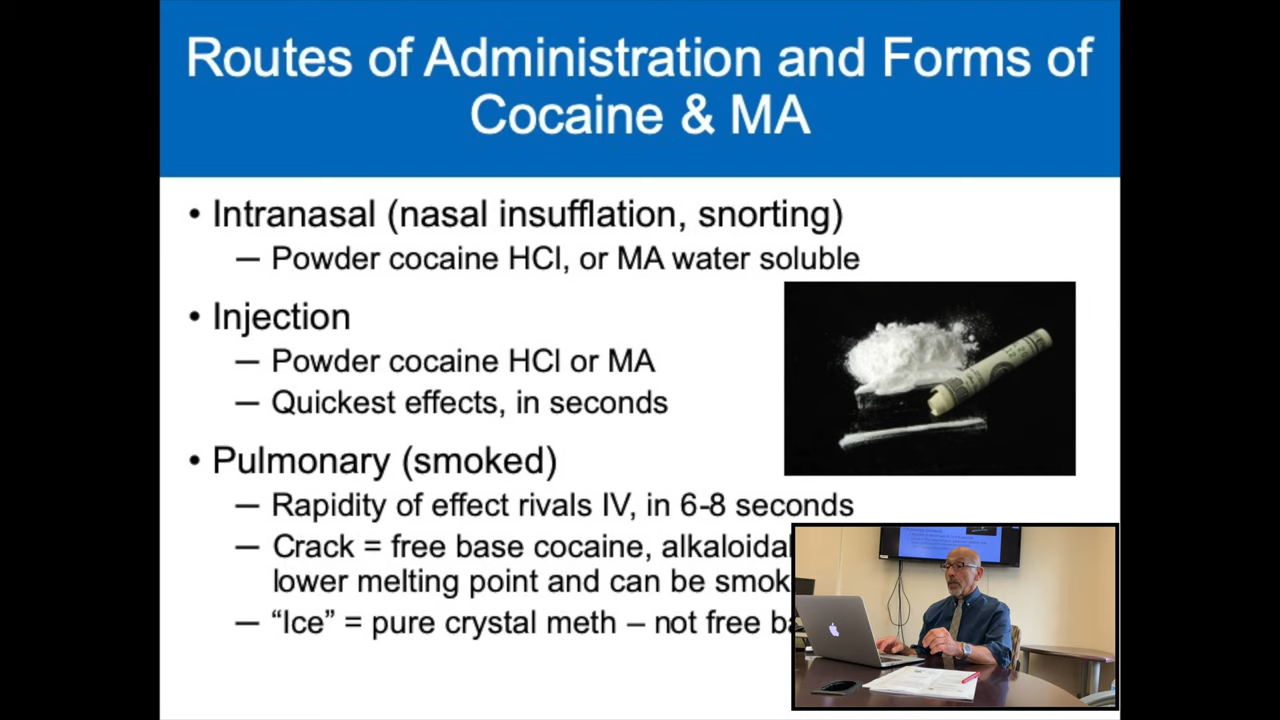 Routes of Administration and Forms of
Cocaine & MA
• Intranasal (nasal insufflation, snorting)
– Powder cocaine HCl, or MA water soluble
• Injection
– Powder cocaine HCl or MA
– Quickest effects, in seconds
• Pulmonary (smoked)
– Rapidity of effect rivals IV, in 6-8 seconds
– Crack = free base cocaine, alkaloidal
lower melting point and can be smok
– “Ice” = pure crystal meth – not free ba